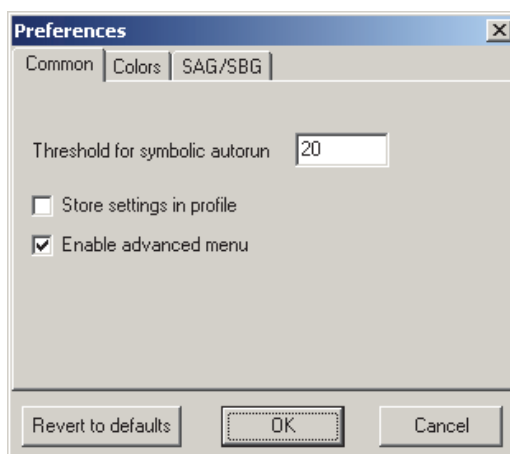 Preferences
Common Colors SAG/SBG
Threshold for symbolic autorun 20
Store settings in profile
Enable advanced menu
Revert to defaults OK Cancel